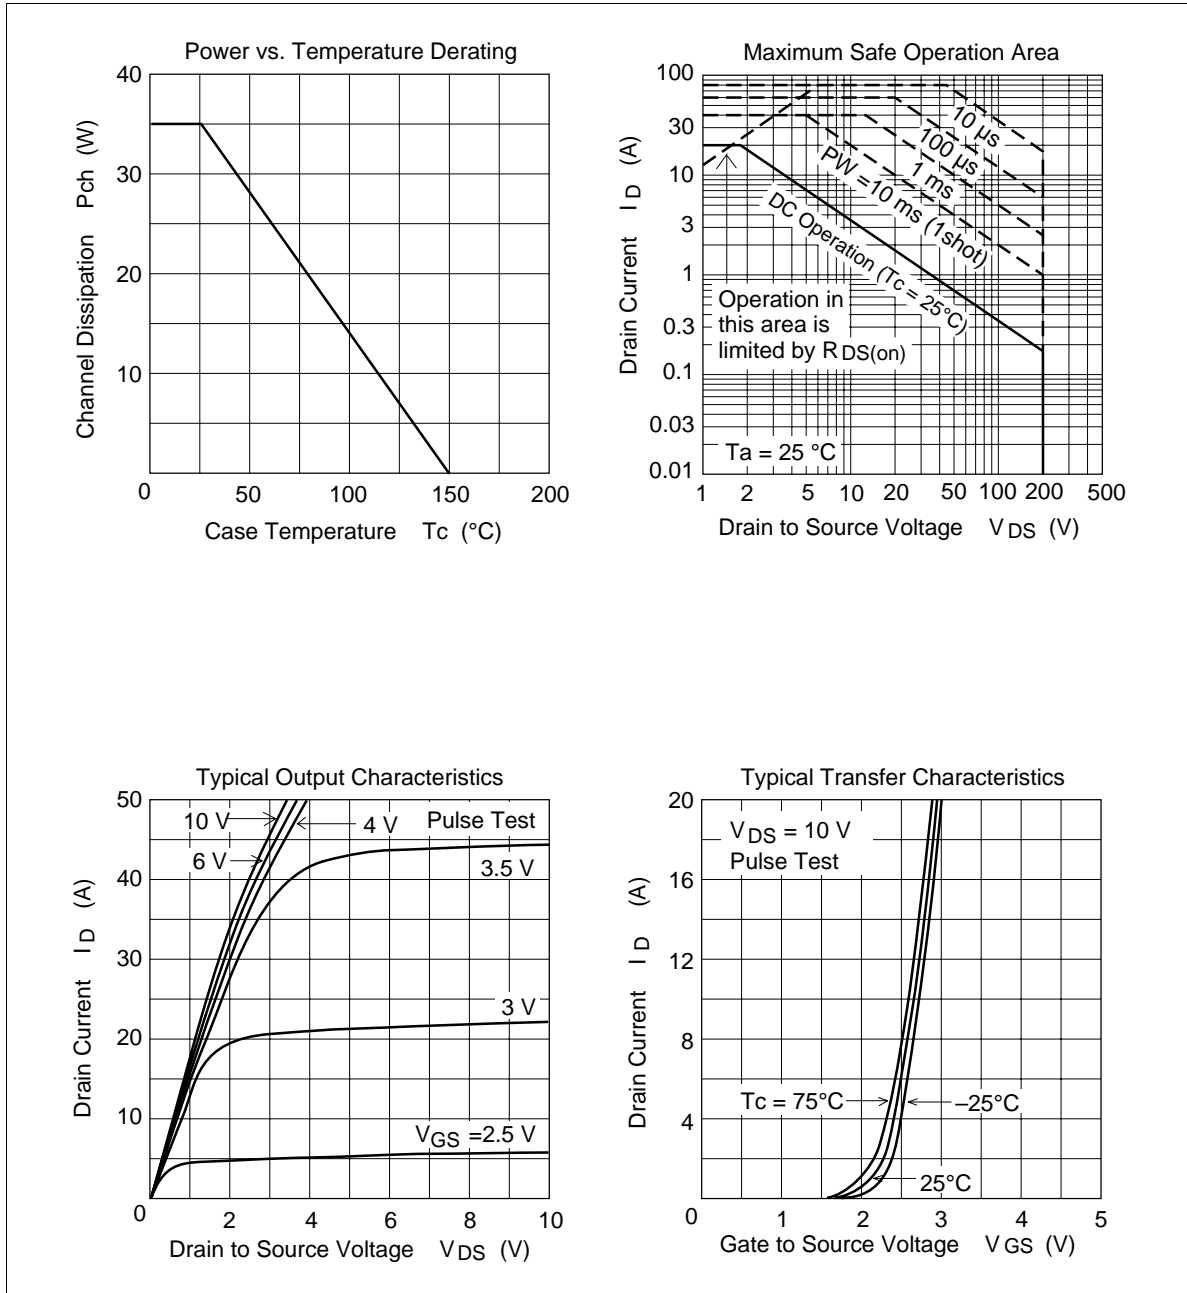 Power vs. Temperature Derating
40
30
20
10
0 50 100 150 200
Channel Dissipation Pch (W)
Case Temperature Tc (°C)
Maximum Safe Operation Area
100
30
10
3
1
0.3
0.1
0.03
0.01
1 2 5 10 20 50 100 200 500
Drain Current I D (A)
Drain to Source Voltage V DS (V)
10 µs
100 µs
1 ms
PW =10 ms (1shot)
DC Operation (Tc = 25°C)
Operation in
this area is
limited by R DS(on)
Ta = 25 °C
Typical Output Characteristics
50
40
30
20
10
0 2 4 6 8 10
Drain Current I D (A)
Drain to Source Voltage V DS (V)
10 V
6 V
4 V
Pulse Test
3.5 V
3 V
V GS =2.5 V
Typical Transfer Characteristics
20
16
12
8
4
0 1 2 3 4 5
Drain Current I D (A)
Gate to Source Voltage V GS (V)
V DS = 10 V
Pulse Test
Tc = 75°C
–25°C
25°C